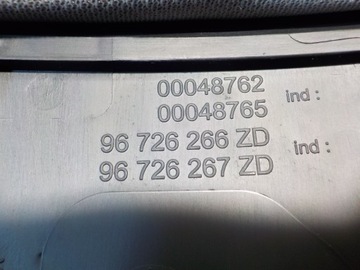 00048762
00048765 ind :
96 726 266 ZD
96 726 267 ZD ind :